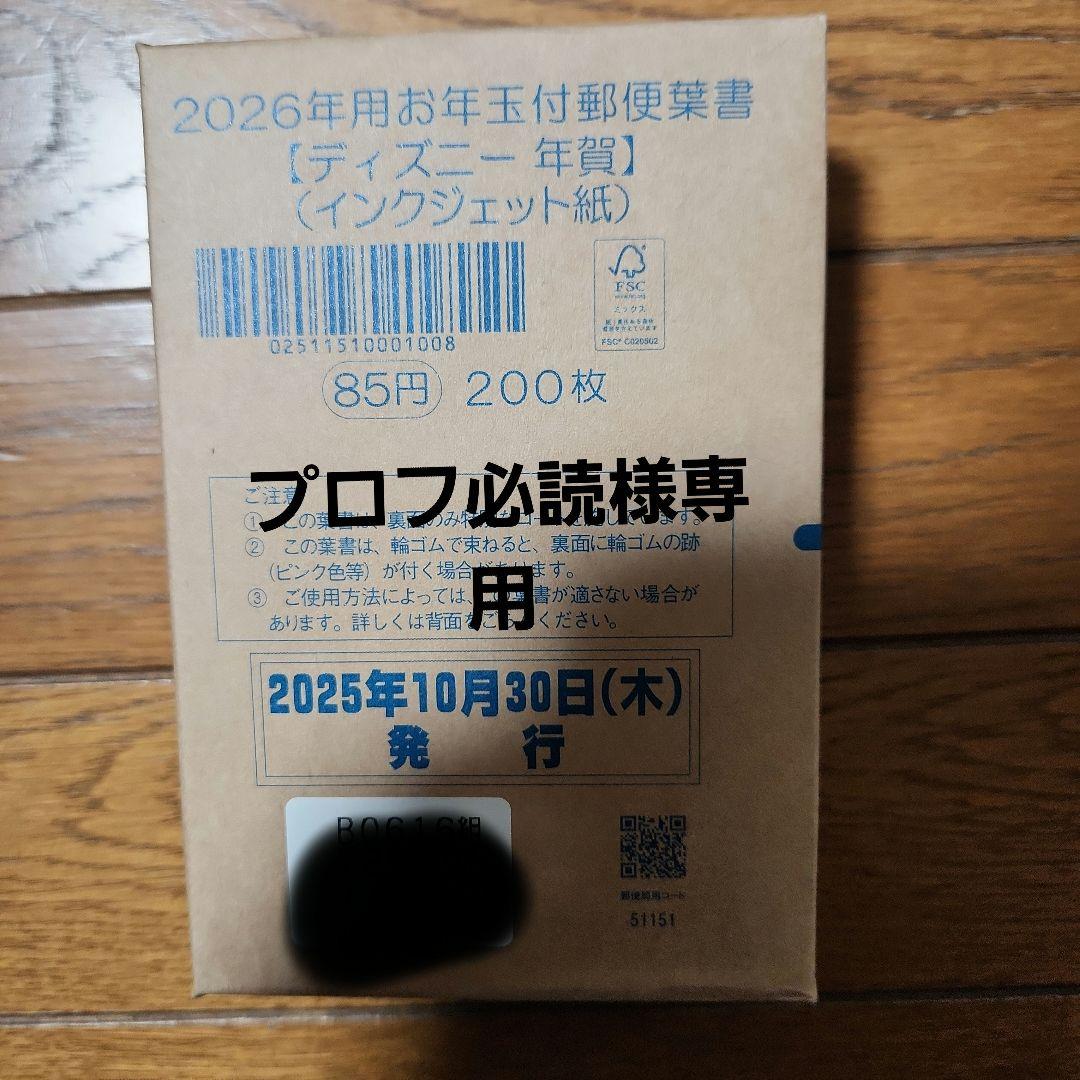 2026年用お年玉付郵便葉書
【ディズニー 年賀】
(インクジェット紙)
02511510001008
FSC
ミックス
FSC® C020502
85円 200枚
プロフ必読様専
用
ご注意
① この葉書は、裏面のみ特
② この葉書は、輪ゴムで束ねると、裏面に輪ゴムの跡
(ピンク色等)が付く場合があります。
③ ご使用方法によっては、 葉書が適さない場合が
あります。詳しくは背面をご ください。
2025年10月30日(木)
発 行
B0616組
郵便局用コード
51151